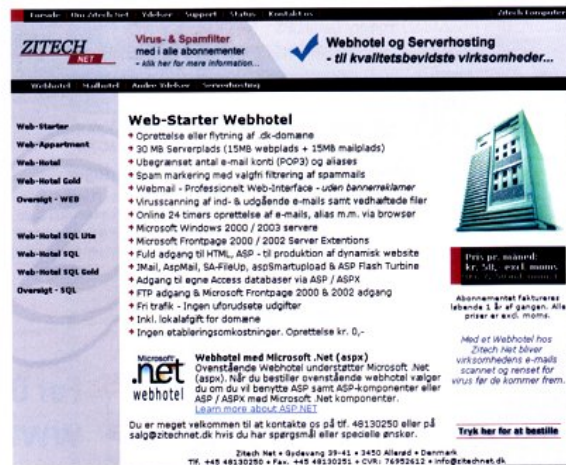 Forside Om Zitech Net Ydelser Support Status Kontakt os Zitech Computer
ZITECH
NET
Virus- & Spamfilter
med i alle abonnementer
- klik her for mere information...
Webhotel og Serverhosting
- til kvalitetsbevidste virksomheder...
Webhotel Mailhotel Andre Ydelser Serverhosting
Web-Starter
Web-Appartment
Web-Hotel
Web-Hotel Gold
Oversigt - WEB
Web-Hotel SQL Lite
Web-Hotel SQL
Web-Hotel SQL Gold
Oversigt - SQL
Web-Starter Webhotel
Oprettelse eller flytning af .dk-domæne
30 MB Serverplads (15MB webplads + 15MB mailplads)
Ubegrænset antal e-mail konti (POP3) og aliases
Spam markering med valgfri filtrering af spammails
Webmail - Professionelt Web-Interface - uden bannerreklamer
Virusscanning af ind- & udgående e-mails samt vedhæftede filer
Online 24 timers oprettelse af e-mails, alias m.m. via browser
Microsoft Windows 2000 / 2003 servere
Microsoft Frontpage 2000 / 2002 Server Extentions
Fuld adgang til HTML, ASP - til produktion af dynamisk website
JMail, AspMail, SA-FileUp, aspSmartupload & ASP Flash Turbine
Adgang til egne Access databaser via ASP / ASPX
FTP adgang & Microsoft Frontpage 2000 & 2002 adgang
Fri trafik - Ingen uforudsete udgifter
Inkl. lokalafgift for domæne
Ingen etableringsomkostninger. Oprettelse kr. 0,-
Pris pr. måned:
kr. 58,- excl. moms
Abonnementet faktureres
løbende 1 år af gangen. Alle
priser er excl. moms.
Med et Webhotel hos
Zitech Net bliver
virksomhedens e-mails
scannet og renset for
virus før de kommer frem.
Tryk her for at bestille
Microsoft
.net
webhotel
Webhotel med Microsoft .Net (aspx)
Ovenstående Webhotel understøtter Microsoft .Net
(aspx). Når du bestiller ovenstående webhotel vælger
du om du vil benytte ASP samt ASP-komponenter eller
ASP / ASPX med Microsoft .Net komponenter.
Learn more about ASP.NET
Du er meget velkommen til at kontakte os på tlf. 48130250 eller på
salg@zitechnet.dk hvis du har spørgsmål eller specielle ønsker.
Zitech Net • Gydevang 39-41 • 3450 Allerød • Denmark
Tlf. +45 48130250 • Fax. +45 48130251 • CVR: 76952612 • info@zitechnet.dk